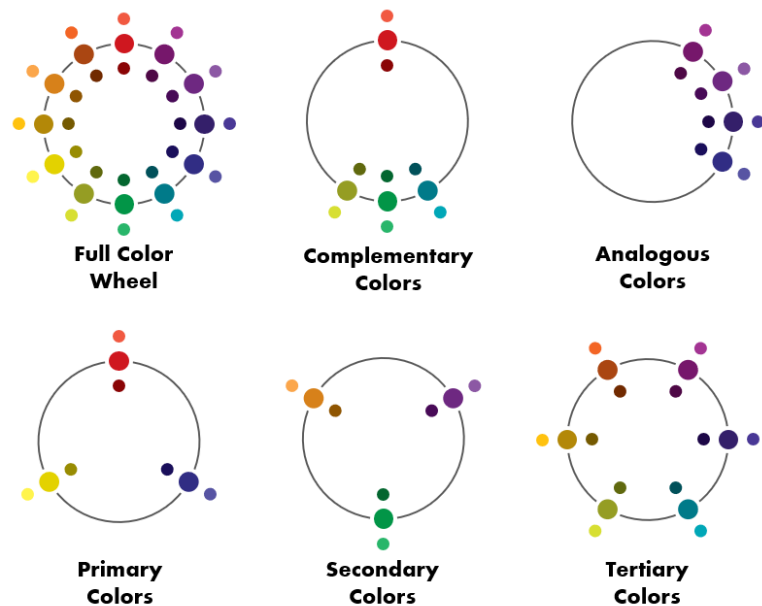 Full Color
Wheel
Complementary
Colors
Analogous
Colors
Primary
Colors
Secondary
Colors
Tertiary
Colors